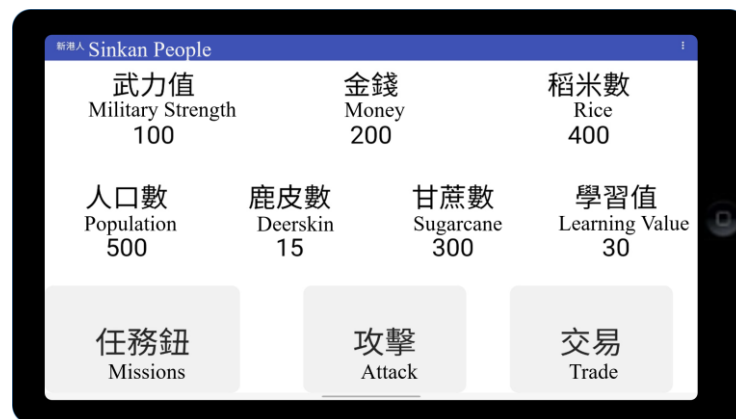 新港人 Sinkan People
武力值 金錢 稻米數
Military Strength Money Rice
100 200 400
人口數 鹿皮數 甘蔗數 學習值
Population Deerskin Sugarcane Learning Value
500 15 300 30
任務鈕 攻擊 交易
Missions Attack Trade